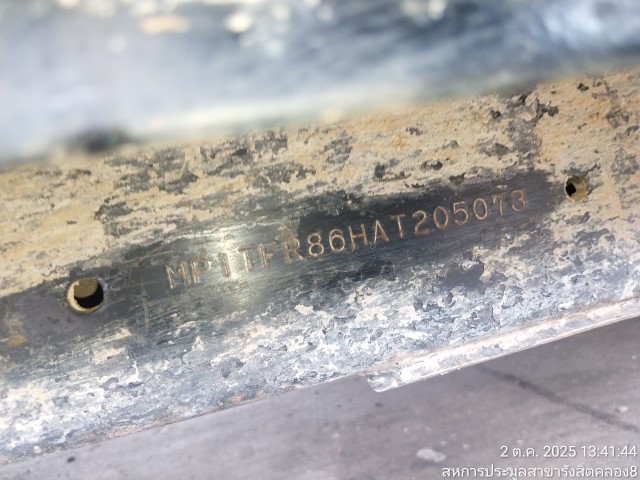 MP1TFR86HAT205073
2 ต.ค. 2025 13:41:44
สหการประมูลสาขารังสิตคลอง8